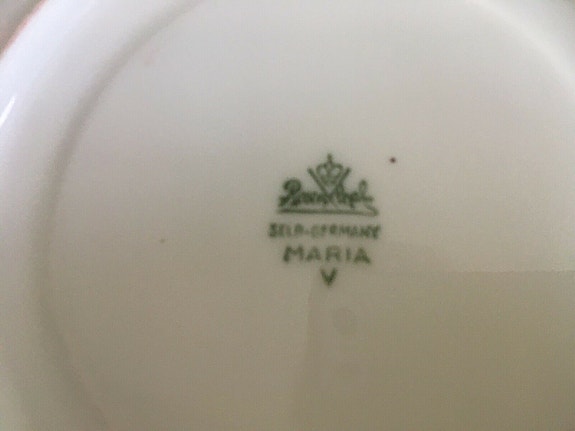 Rosenthal
SELB-GERMANY
MARIA
V